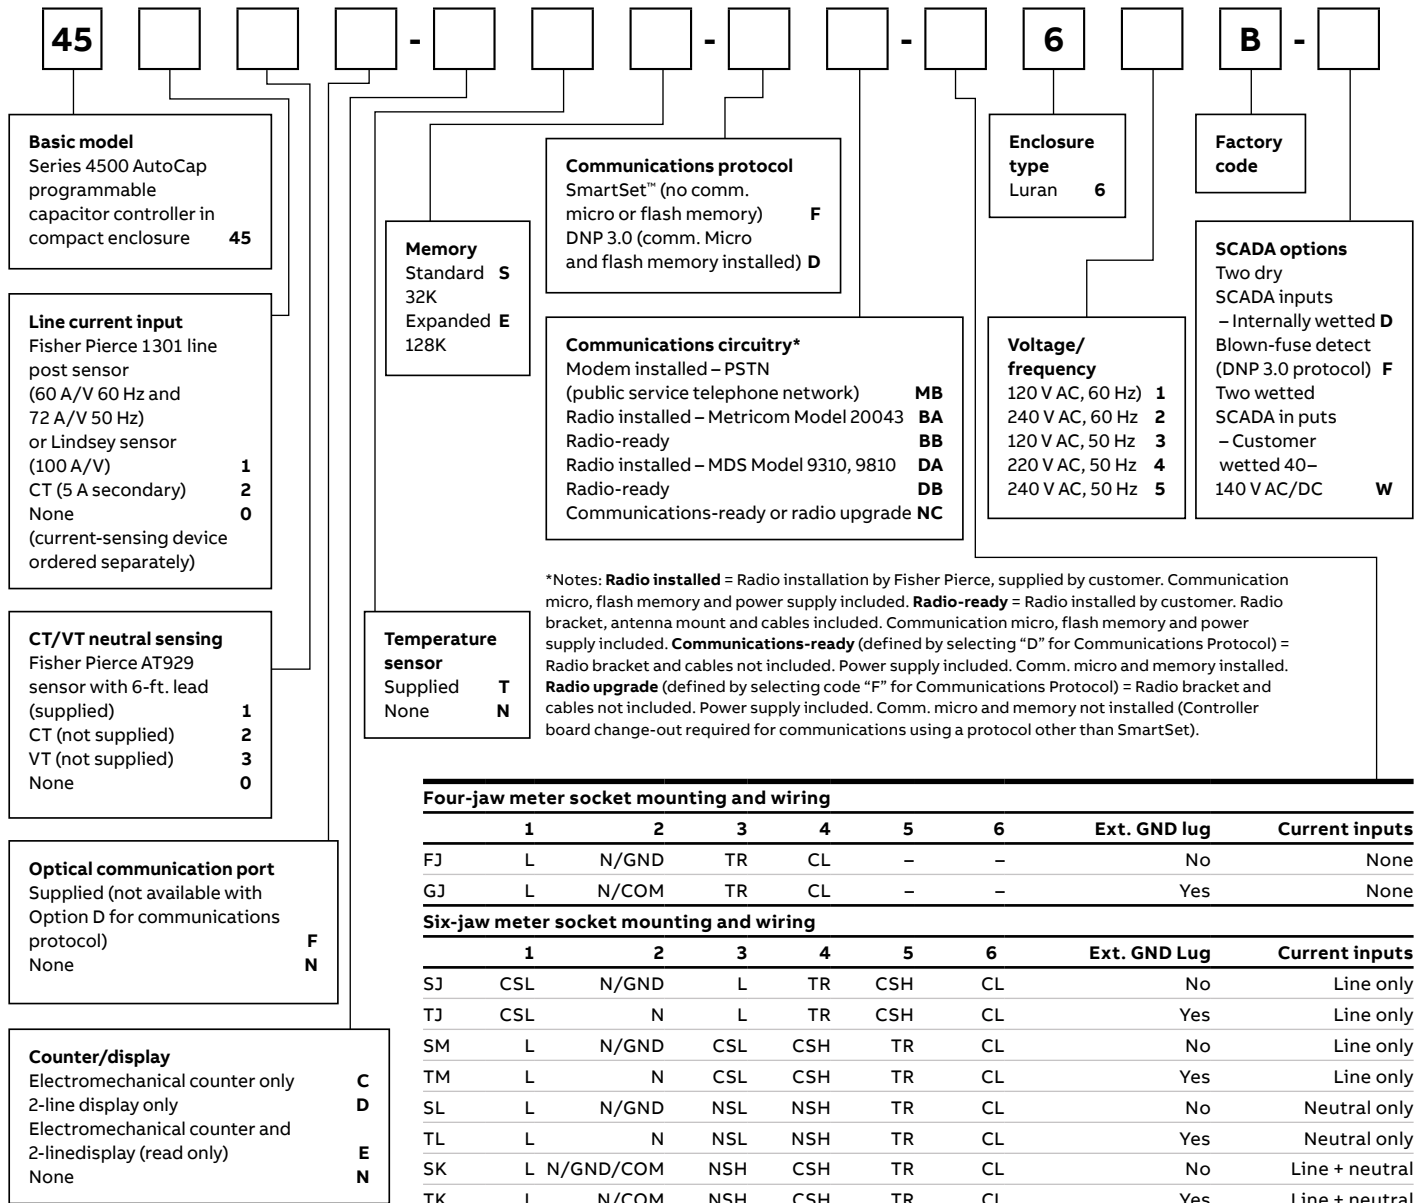 45 - - - 6 B -
Basic model
Series 4500 AutoCap
programmable
capacitor controller in
compact enclosure 45
Line current input
Fisher Pierce 1301 line
post sensor
(60 A/V 60 Hz and
72 A/V 50 Hz)
or Lindsey sensor
(100 A/V) 1
CT (5 A secondary) 2
None 0
(current-sensing device
ordered separately)
CT/VT neutral sensing
Fisher Pierce AT929
sensor with 6-ft. lead
(supplied) 1
CT (not supplied) 2
VT (not supplied) 3
None 0
Optical communication port
Supplied (not available with
Option D for communications
protocol) F
None N
Counter/display
Electromechanical counter only C
2-line display only D
Electromechanical counter and
2-linedisplay (read only) E
None N
Temperature
sensor
Supplied T
None N
Memory
Standard S
32K
Expanded E
128K
Communications protocol
SmartSet™ (no comm.
micro or flash memory) F
DNP 3.0 (comm. Micro
and flash memory installed) D
Communications circuitry*
Modem installed – PSTN
(public service telephone network) MB
Radio installed – Metricom Model 20043 BA
Radio-ready BB
Radio installed – MDS Model 9310, 9810 DA
Radio-ready DB
Communications-ready or radio upgrade NC
Enclosure
type
Luran 6
Voltage/
frequency
120 V AC, 60 Hz) 1
240 V AC, 60 Hz 2
120 V AC, 50 Hz 3
220 V AC, 50 Hz 4
240 V AC, 50 Hz 5
Factory
code
SCADA options
Two dry
SCADA inputs
– Internally wetted D
Blown-fuse detect
(DNP 3.0 protocol) F
Two wetted
SCADA in puts
– Customer
wetted 40–
140 V AC/DC W
*Notes: Radio installed = Radio installation by Fisher Pierce, supplied by customer. Communication
micro, flash memory and power supply included. Radio-ready = Radio installed by customer. Radio
bracket, antenna mount and cables included. Communication micro, flash memory and power
supply included. Communications-ready (defined by selecting “D” for Communications Protocol) =
Radio bracket and cables not included. Power supply included. Comm. micro and memory installed.
Radio upgrade (defined by selecting code “F” for Communications Protocol) = Radio bracket and
cables not included. Power supply included. Comm. micro and memory not installed (Controller
board change-out required for communications using a protocol other than SmartSet).
Four-jaw meter socket mounting and wiring
1 2 3 4 5 6 Ext. GND lug Current inputs
FJ L N/GND TR CL – – No None
GJ L N/COM TR CL – – Yes None
Six-jaw meter socket mounting and wiring
1 2 3 4 5 6 Ext. GND Lug Current inputs
SJ CSL N/GND L TR CSH CL No Line only
TJ CSL N L TR CSH CL Yes Line only
SM L N/GND CSL CSH TR CL No Line only
TM L N CSL CSH TR CL Yes Line only
SL L N/GND NSL NSH TR CL No Neutral only
TL L N NSL NSH TR CL Yes Neutral only
SK L N/GND/COM NSH CSH TR CL No Line + neutral
TK L N/COM NSH CSH TR CL Yes Line + neutral